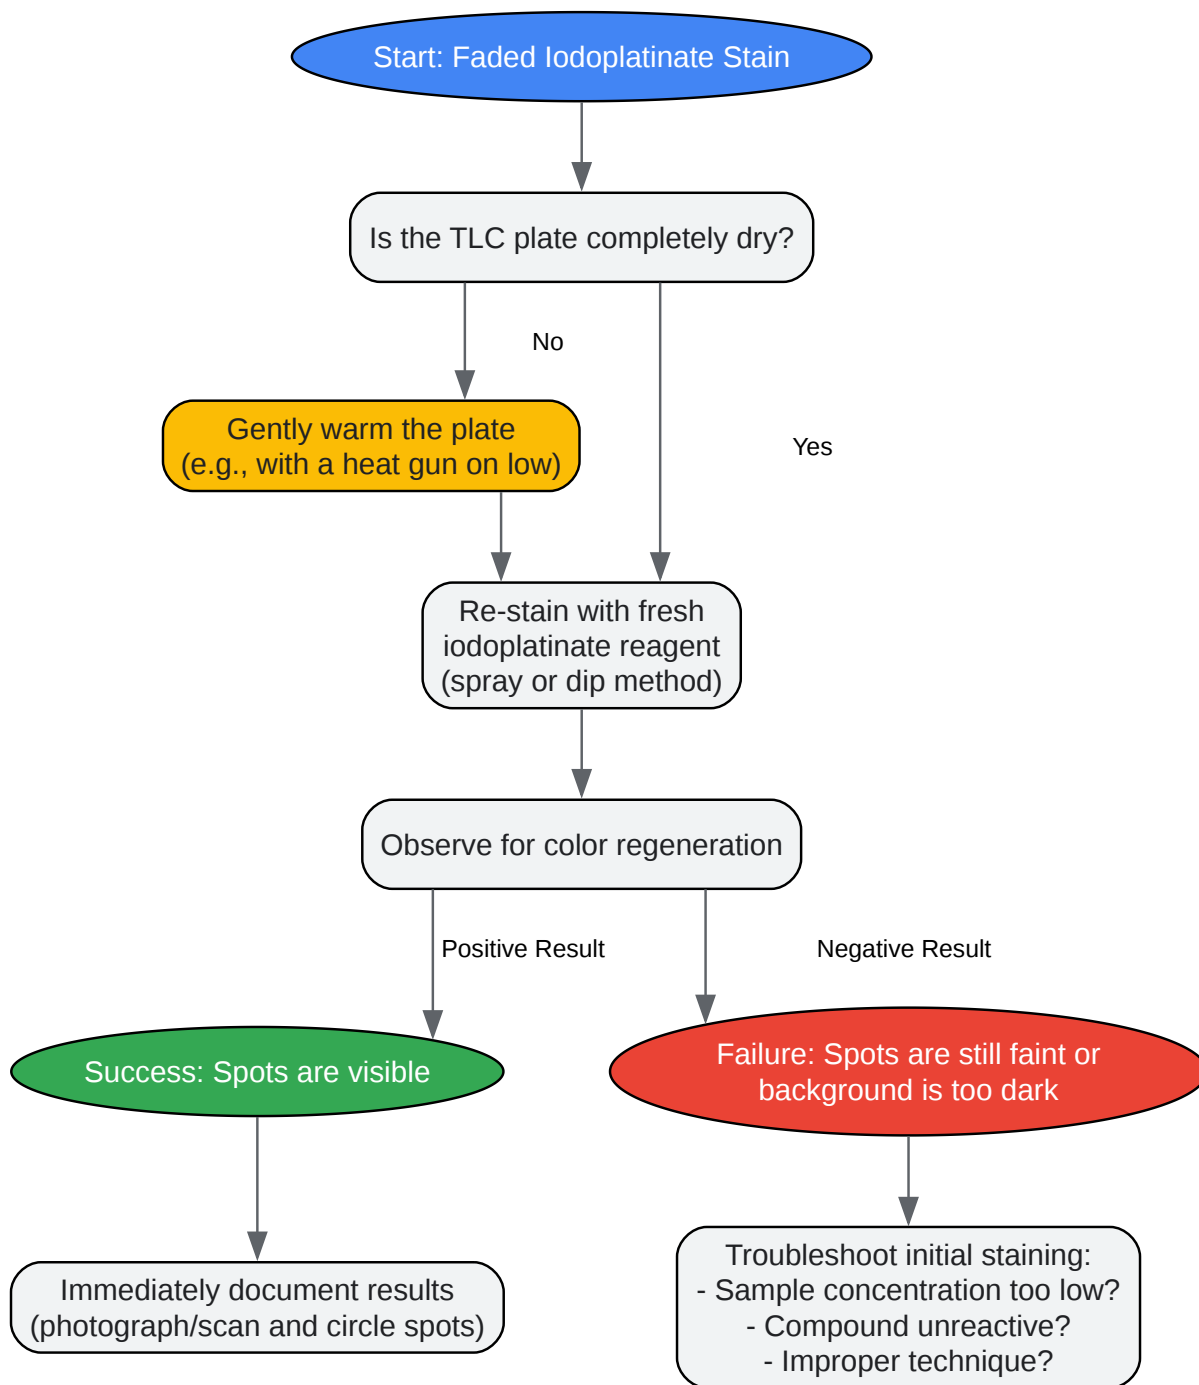 Start: Faded Iodoplatinate Stain
Is the TLC plate completely dry?
No
Gently warm the plate
(e.g., with a heat gun on low)
Yes
Re-stain with fresh
iodoplatinate reagent
(spray or dip method)
Observe for color regeneration
Positive Result
Negative Result
Success: Spots are visible
Failure: Spots are still faint or
background is too dark
Immediately document results
(photograph/scan and circle spots)
Troubleshoot initial staining:
- Sample concentration too low?
- Compound unreactive?
- Improper technique?